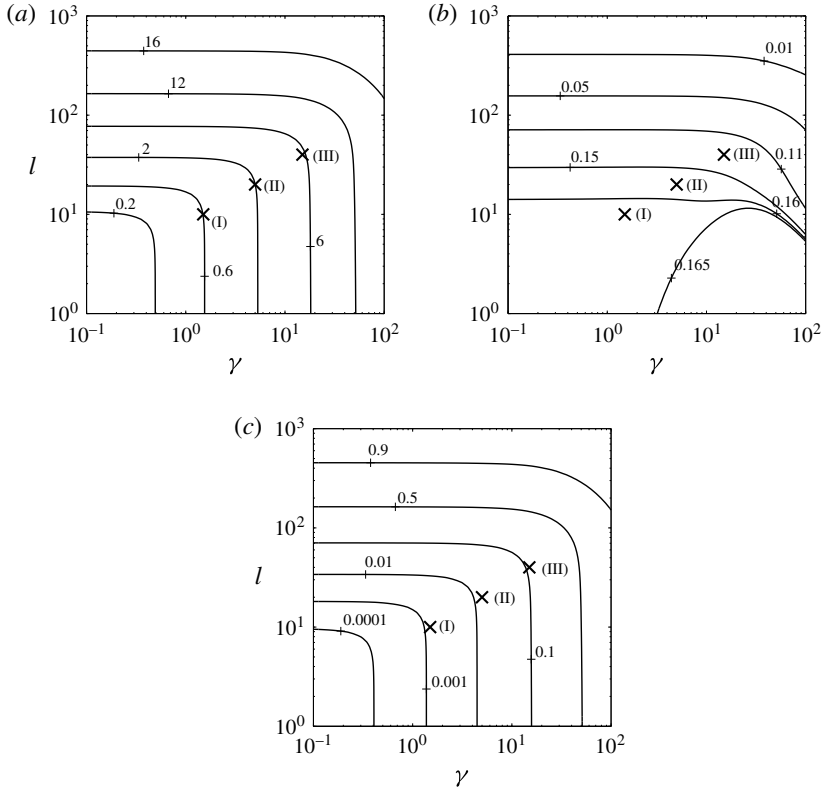 (a)
10³
10²
10¹
10⁰
l
16
12
2
0.2
0.6
6
(I)
(II)
(III)
10⁻¹
10⁰
10¹
10²
γ
(b)
10³
10²
10¹
10⁰
0.01
0.05
0.11
0.15
0.16
0.165
(I)
(II)
(III)
10⁻¹
10⁰
10¹
10²
γ
(c)
10³
10²
10¹
10⁰
l
0.9
0.5
0.01
0.0001
0.001
0.1
(I)
(II)
(III)
10⁻¹
10⁰
10¹
10²
γ